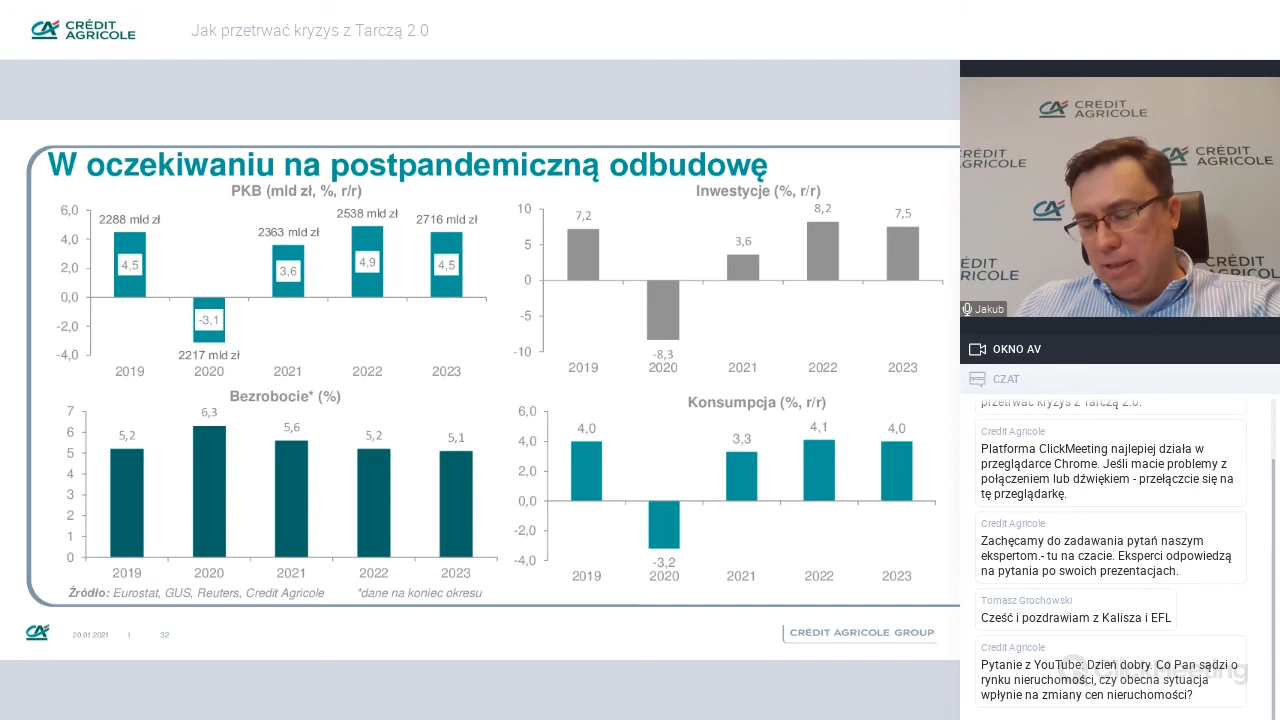 CRÉDIT AGRICOLE
Jak przetrwać kryzys z Tarczą 2.0
W oczekiwaniu na postpandemiczną odbudowę
PKB (mld zł, %, r/r)
6,0
4,0
2,0
0,0
-2,0
-4,0
2288 mld zł
4,5
-3,1
2217 mld zł
2363 mld zł
3,6
2538 mld zł
4,9
2716 mld zł
4,5
2019 2020 2021 2022 2023
Inwestycje (%, r/r)
10
5
0
-5
-10
7,2
-8,3
3,6
8,2
7,5
2019 2020 2021 2022 2023
Bezrobocie* (%)
7
6
5
4
3
2
1
0
5,2
6,3
5,6
5,2
5,1
2019 2020 2021 2022 2023
Konsumpcja (%, r/r)
6,0
4,0
2,0
0,0
-2,0
-4,0
4,0
-3,2
3,3
4,1
4,0
2019 2020 2021 2022 2023
Źródło: Eurostat, GUS, Reuters, Credit Agricole *dane na koniec okresu
20.01.2021 | 32
CRÉDIT AGRICOLE GROUP
CRÉDIT
AGRICOLE
CRÉDIT
AGRICOLE
CRÉDIT
AGRICOLE
CRÉDIT
AGRICOLE
AGRICOLE
Jakub
OKNO AV
CZAT
przetrwać kryzys z Tarczą 2.0.
Credit Agricole
Platforma ClickMeeting najlepiej działa w
przeglądarce Chrome. Jeśli macie problemy z
połączeniem lub dźwiękiem - przełączcie się na
tę przeglądarkę.
Credit Agricole
Zachęcamy do zadawania pytań naszym
ekspertom.- tu na czacie. Eksperci odpowiedzą
na pytania po swoich prezentacjach.
Tomasz Grochowski
Cześć i pozdrawiam z Kalisza i EFL
Credit Agricole
Pytanie z YouTube: Dzień dobry. Co Pan sądzi o
rynku nieruchomości, czy obecna sytuacja
wpłynie na zmiany cen nieruchomości?
ClickMeeting